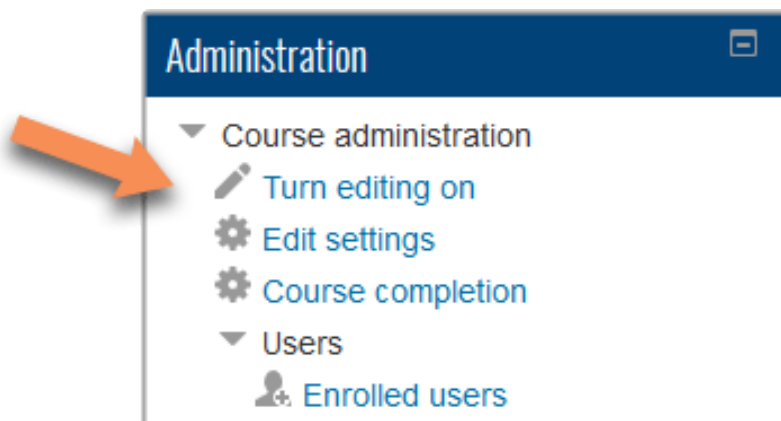 Administration
Course administration
Turn editing on
Edit settings
Course completion
Users
Enrolled users